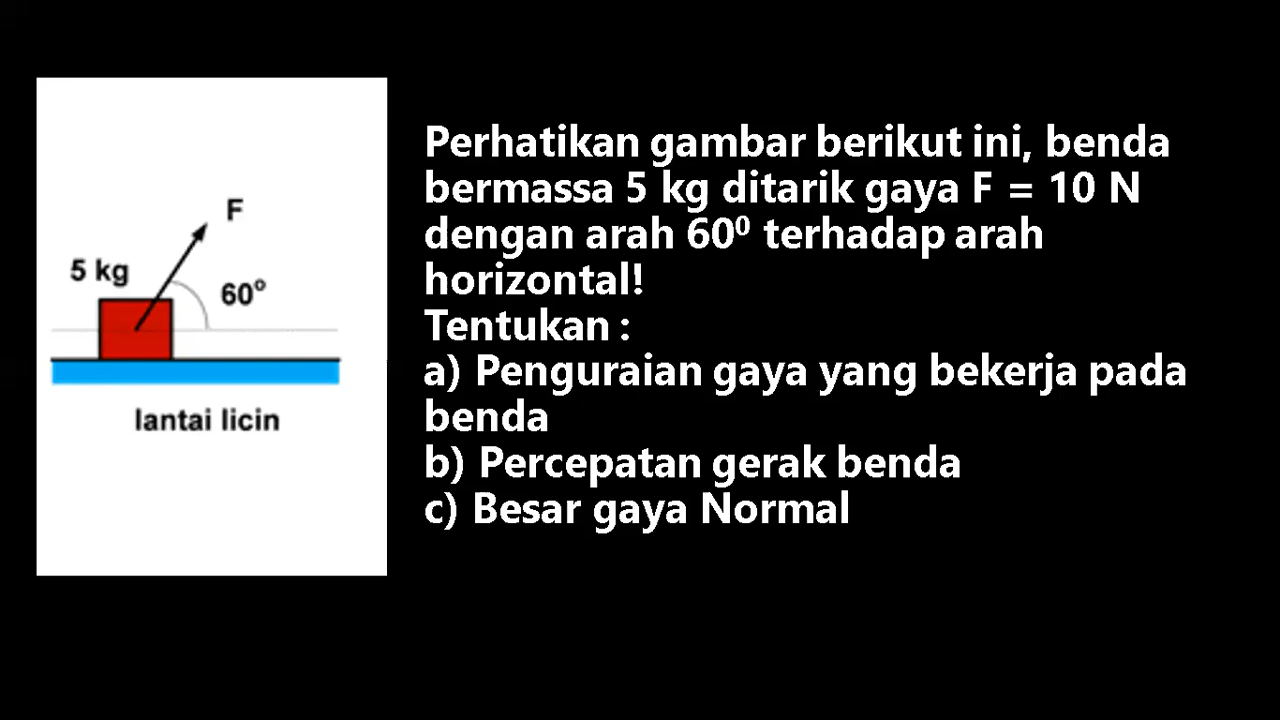 F
5 kg
60°
lantai licin
Perhatikan gambar berikut ini, benda
bermassa 5 kg ditarik gaya F = 10 N
dengan arah 60⁰ terhadap arah
horizontal!
Tentukan :
a) Penguraian gaya yang bekerja pada
benda
b) Percepatan gerak benda
c) Besar gaya Normal